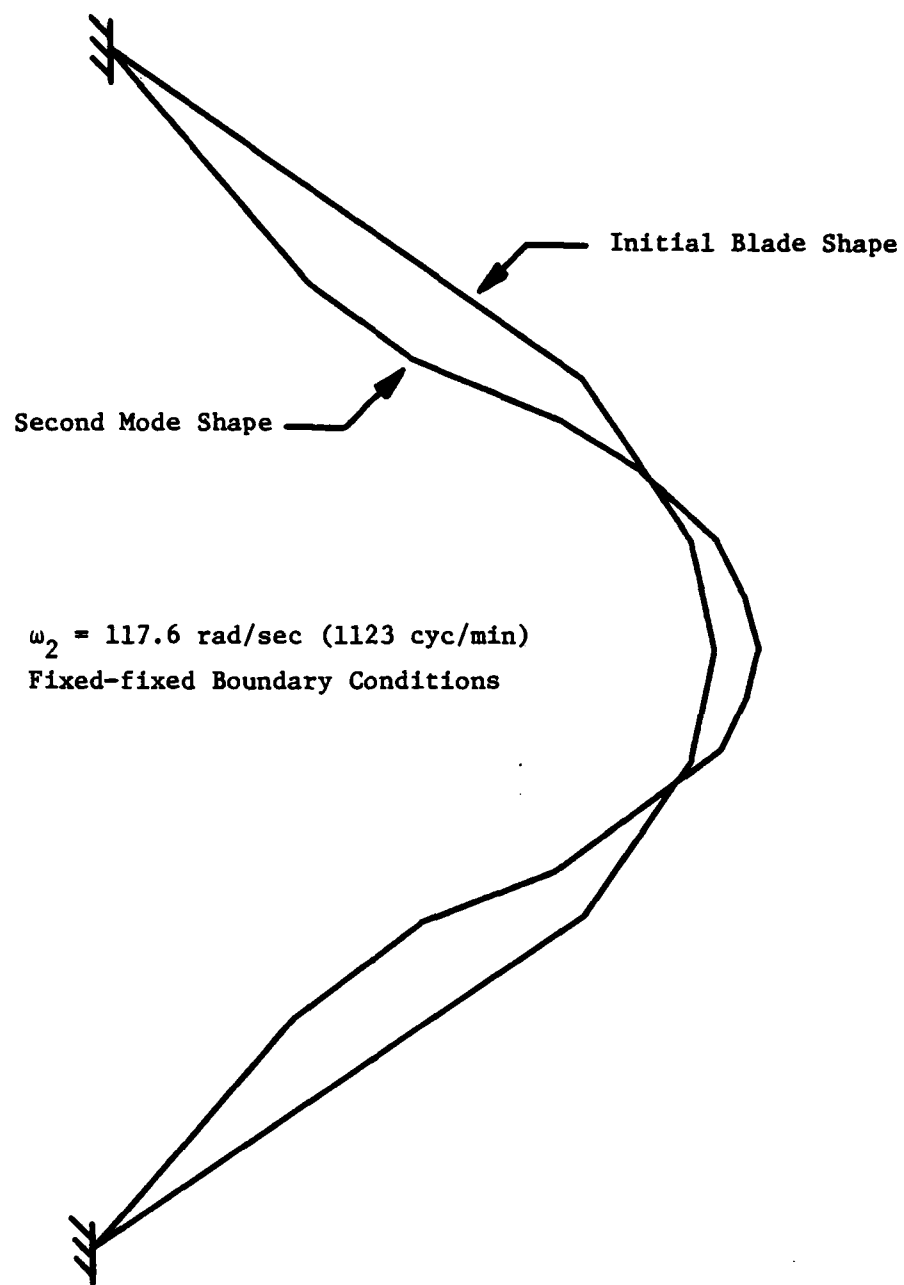 Initial Blade Shape
Second Mode Shape
ω₂ = 117.6 rad/sec (1123 cyc/min)
Fixed-fixed Boundary Conditions